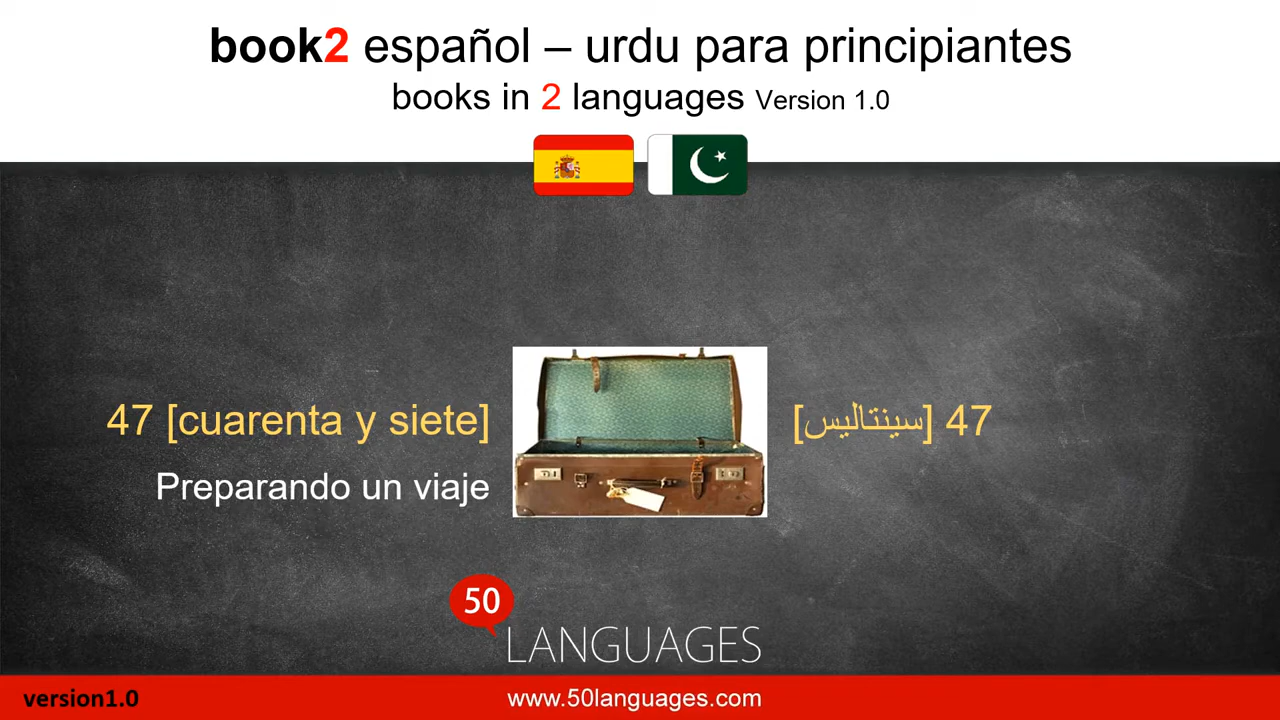 book2 español – urdu para principiantes
books in 2 languages Version 1.0
47 [cuarenta y siete]
Preparando un viaje
47 [سینتالیس]
50
LANGUAGES
version1.0
www.50languages.com